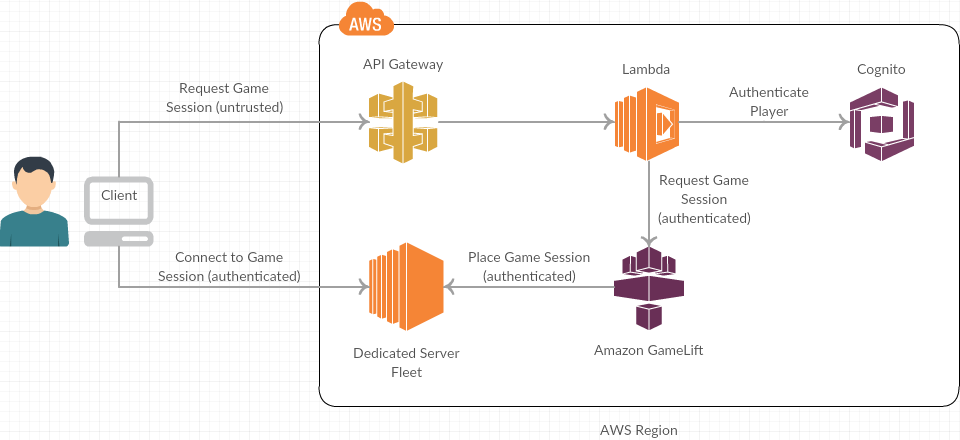 AWS
API Gateway
Lambda
Cognito
Request Game
Session (untrusted)
Authenticate
Player
Client
Request Game
Session
(authenticated)
Connect to Game
Session (authenticated)
Place Game Session
(authenticated)
Dedicated Server
Fleet
Amazon GameLift
AWS Region